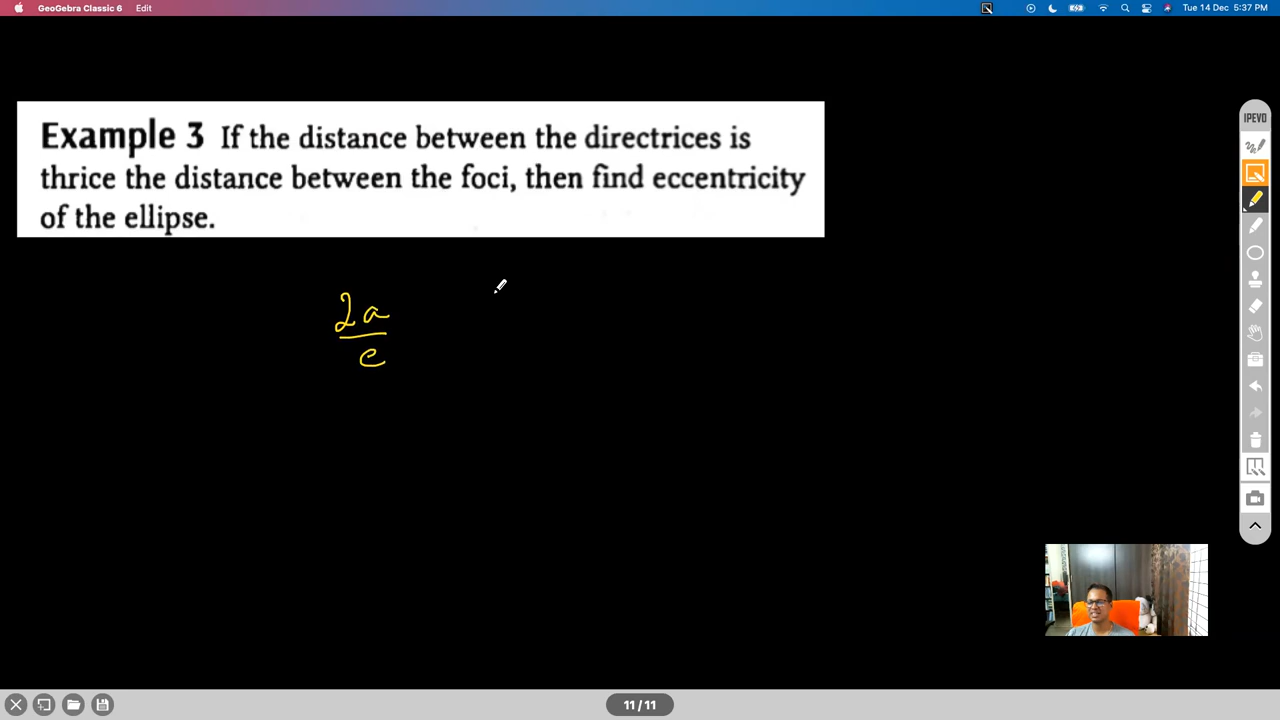 GeoGebra Classic 6 Edit
Tue 14 Dec 5:37 PM
IPEVO
Example 3 If the distance between the directrices is
thrice the distance between the foci, then find eccentricity
of the ellipse.
2a
e
11/11